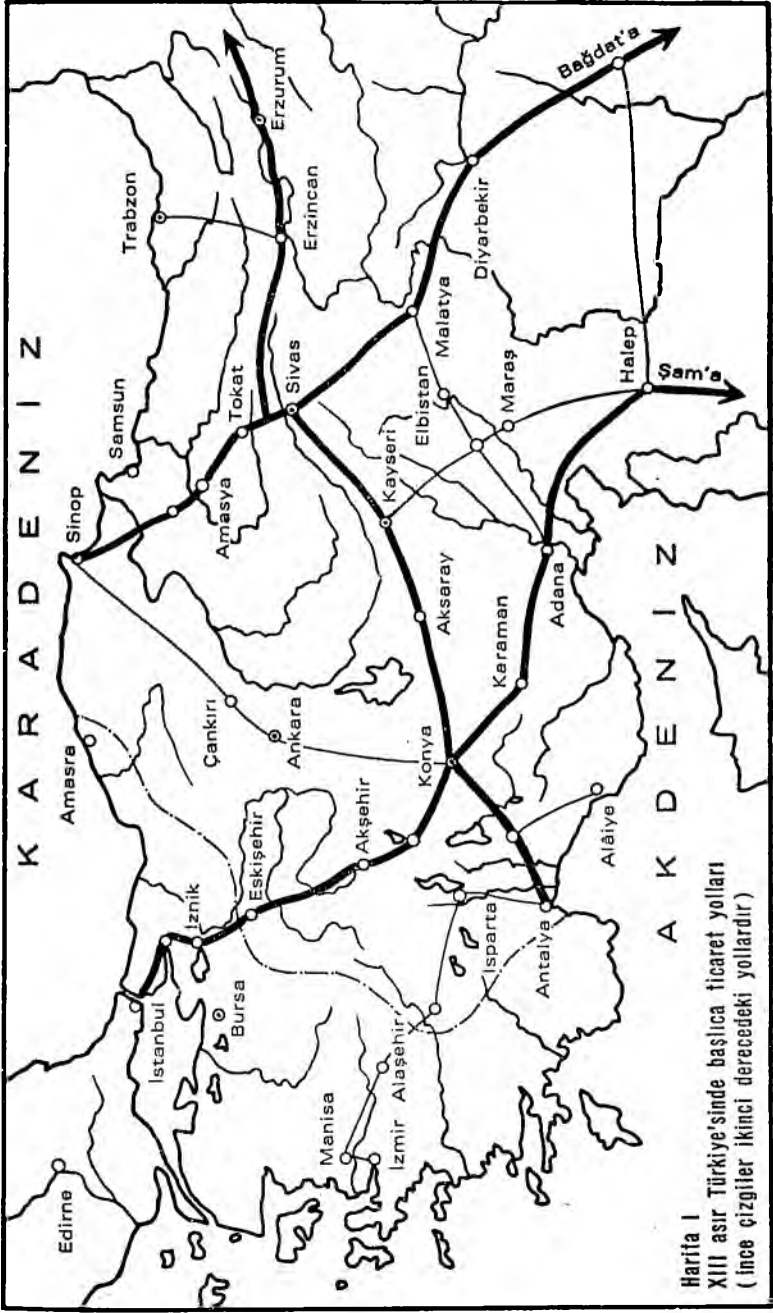 KARADENİZ
Edirne
İstanbul
İznik
Bursa
Eskişehir
Amasra
Çankırı
Ankara
Sinop
Samsun
Amasya
Tokat
Sivas
Trabzon
Erzincan
Erzurum
Manisa
İzmir
Alaşehir
Akşehir
Isparta
Antalya
Alâiye
Konya
Aksaray
Karaman
Kayseri
Elbistan
Maraş
Adana
Malatya
Diyarbekir
Bağdat'a
Halep
Şam'a
AKDENİZ
Harita I
XIII asır Türkiye'sinde başlıca ticaret yolları
(ince çizgiler ikinci derecedeki yollardır)